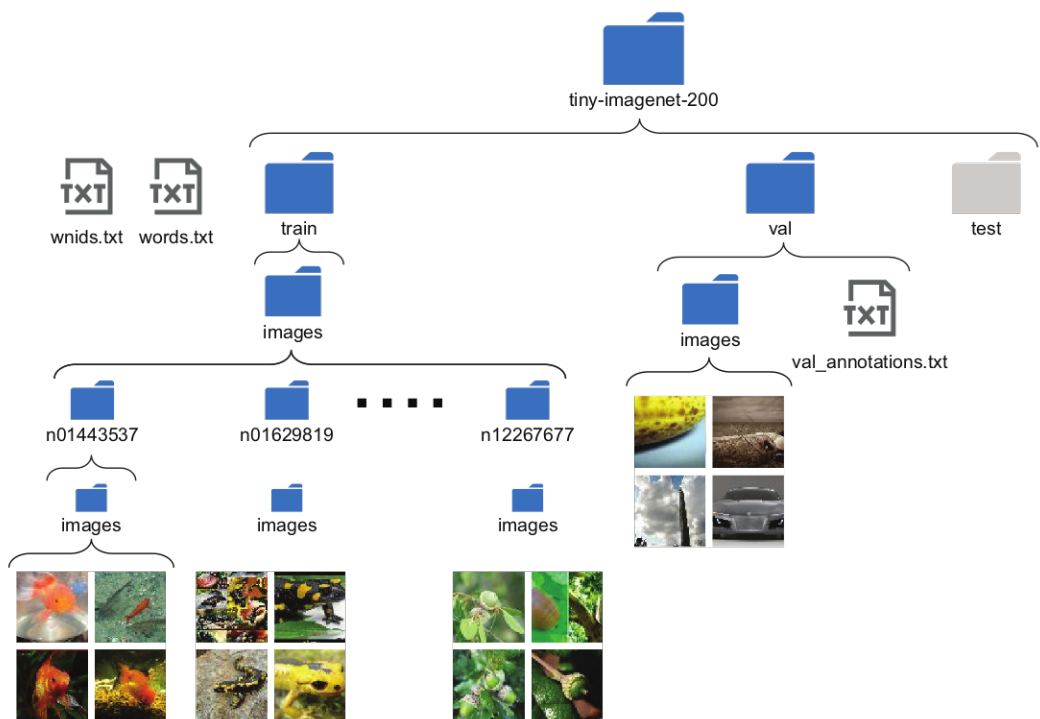 tiny-imagenet-200
TXT
TXT
wnids.txt
words.txt
train
val
test
images
images
TXT
val_annotations.txt
n01443537
n01629819
n12267677
images
images
images